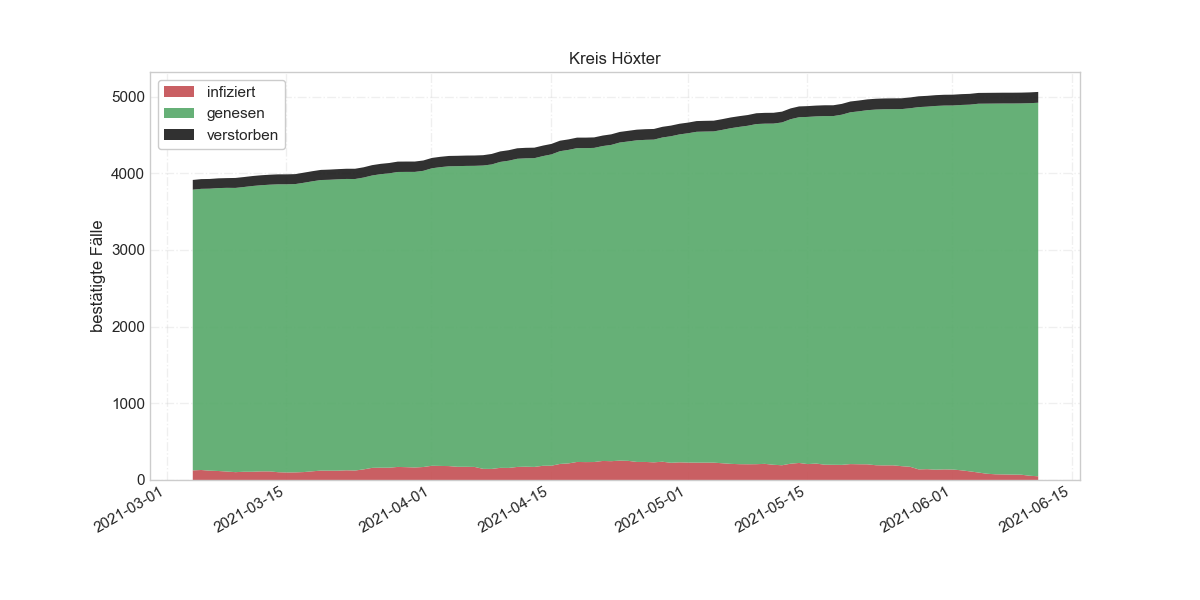 Kreis Höxter
infiziert
genesen
verstorben
bestätigte Fälle
5000
4000
3000
2000
1000
0
2021-03-01
2021-03-15
2021-04-01
2021-04-15
2021-05-01
2021-05-15
2021-06-01
2021-06-15